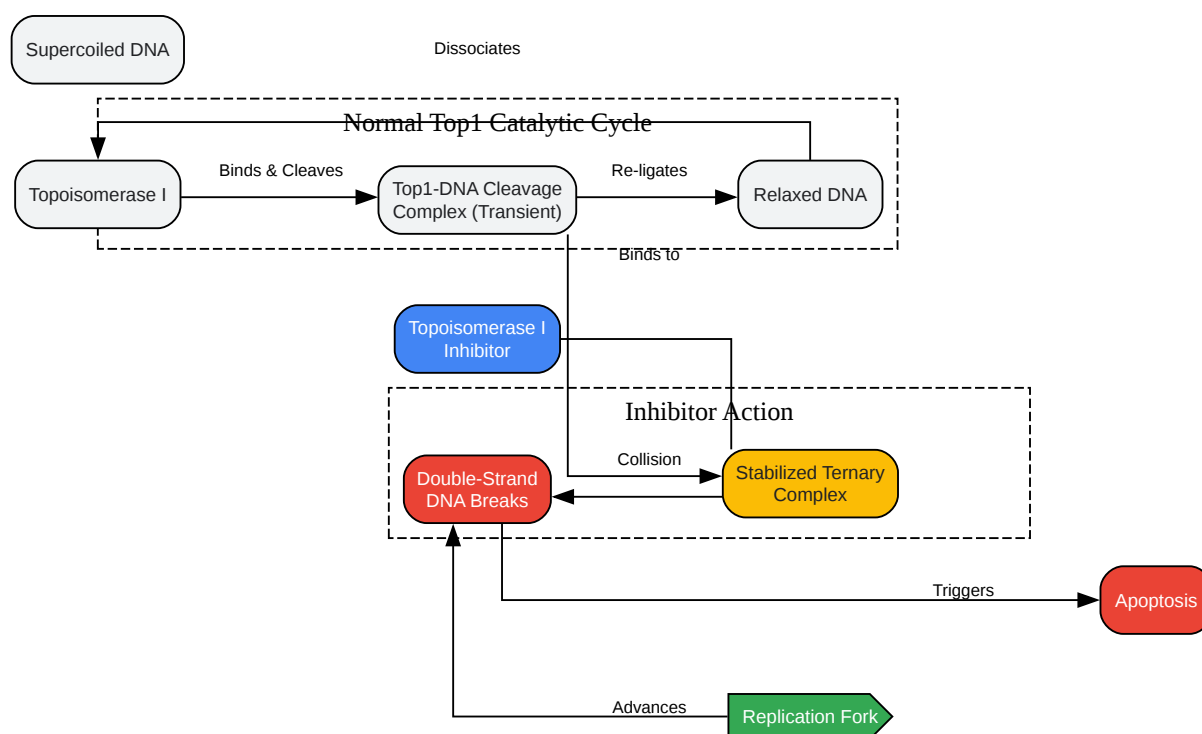 Supercoiled DNA
Dissociates
Normal Top1 Catalytic Cycle
Topoisomerase I
Binds & Cleaves
Top1-DNA Cleavage
Complex (Transient)
Re-ligates
Relaxed DNA
Binds to
Topoisomerase I
Inhibitor
Inhibitor Action
Double-Strand
DNA Breaks
Collision
Stabilized Ternary
Complex
Triggers
Apoptosis
Advances
Replication Fork